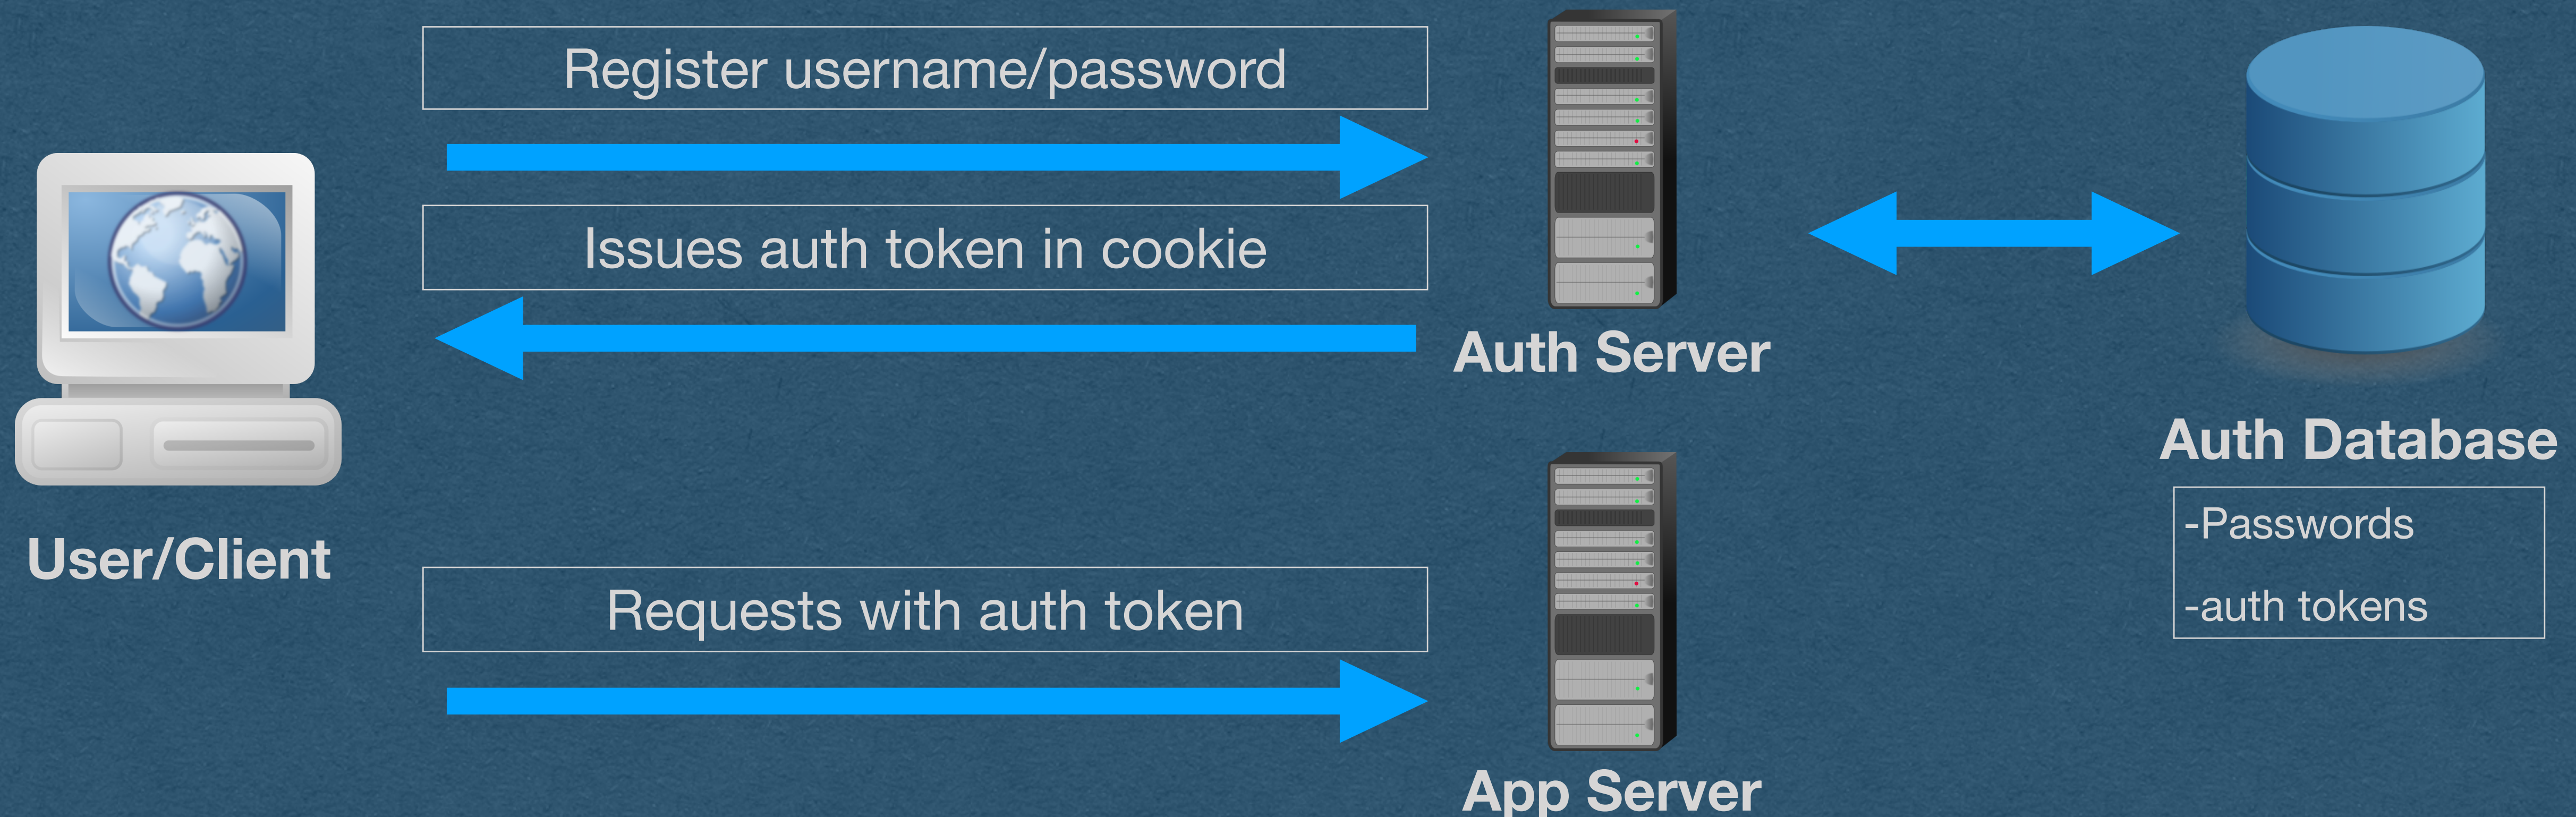 Register username/password
Issues auth token in cookie
Auth Server
Auth Database
-Passwords
-auth tokens
User/Client
Requests with auth token
App Server